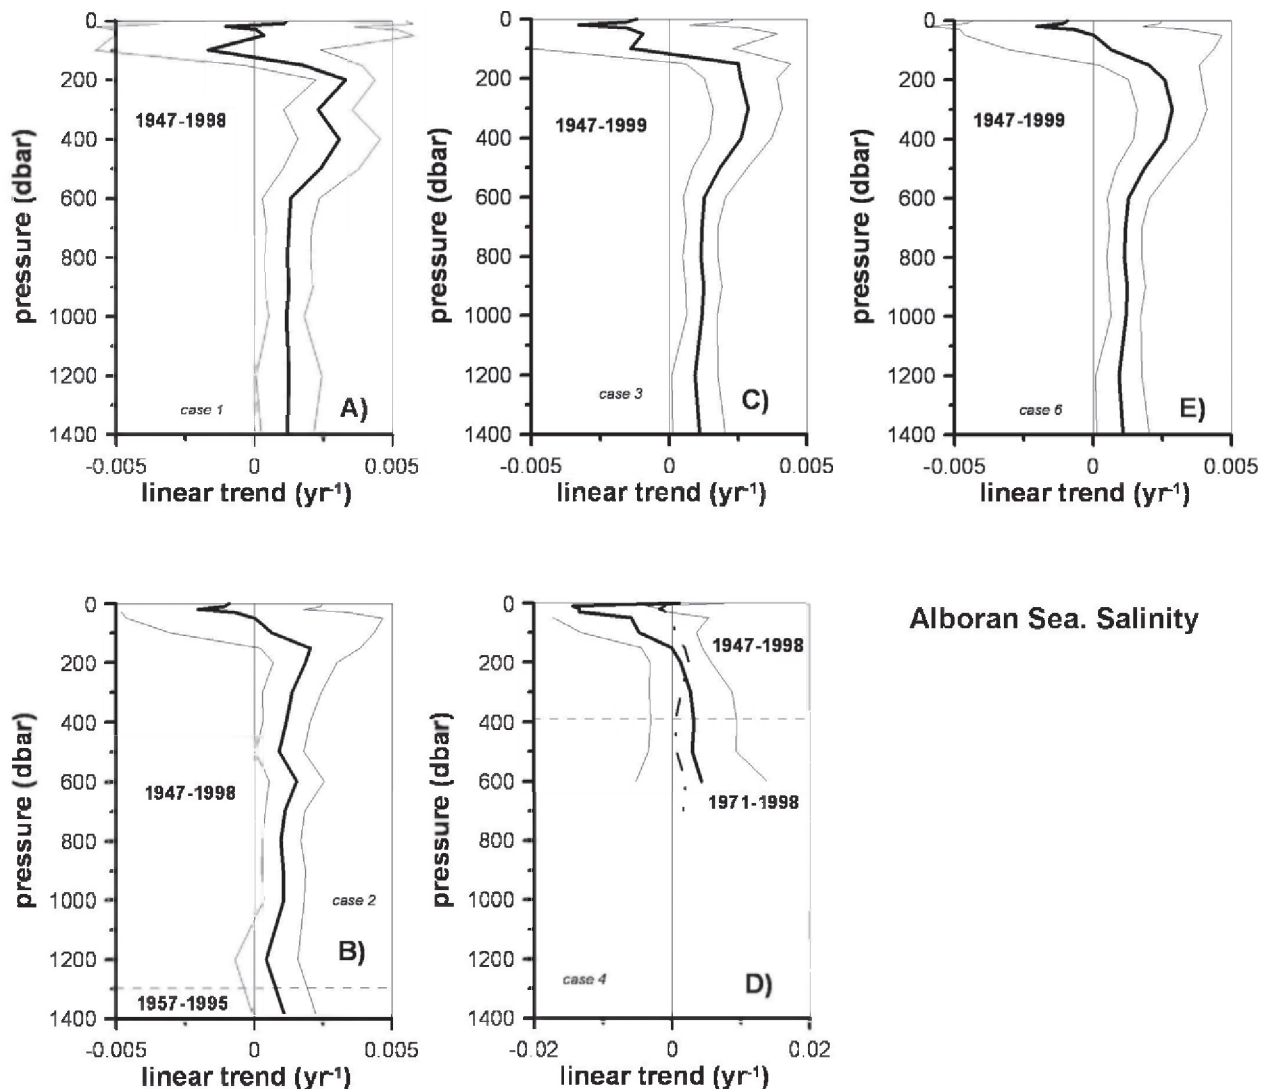 0
200
400
600
800
1000
1200
1400
pressure (dbar)
1947-1998
case 1
A)
-0.005 0 0.005
linear trend (yr-1)
0
200
400
600
800
1000
1200
1400
pressure (dbar)
1947-1999
case 3
C)
-0.005 0 0.005
linear trend (yr-1)
0
200
400
600
800
1000
1200
1400
pressure (dbar)
1947-1999
case 6
E)
-0.005 0 0.005
linear trend (yr-1)
0
200
400
600
800
1000
1200
1400
pressure (dbar)
1947-1998
case 2
B)
1957-1995
-0.005 0 0.005
linear trend (yr-1)
0
200
400
600
800
1000
1200
1400
pressure (dbar)
1947-1998
1971-1998
case 4
D)
-0.02 0 0.02
linear trend (yr-1)
Alboran Sea. Salinity